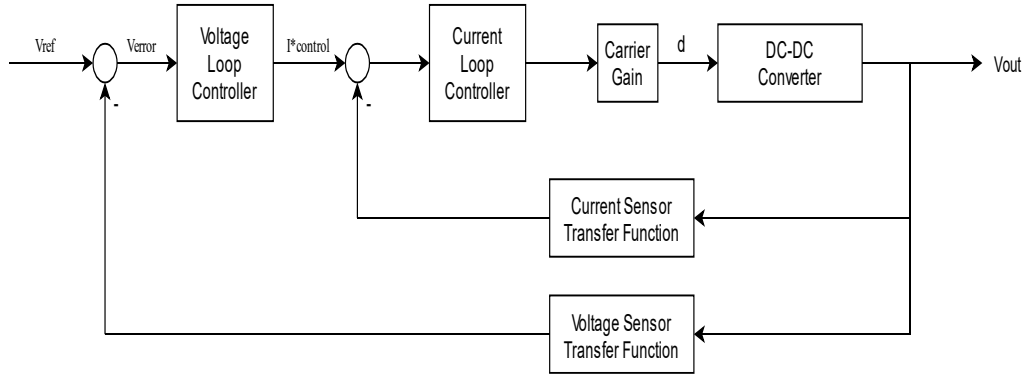 Vref
Verror
Voltage
Loop
Controller
I*control
Current
Loop
Controller
Carrier
Gain
d
DC-DC
Converter
Vout
-
-
Current Sensor
Transfer Function
Voltage Sensor
Transfer Function